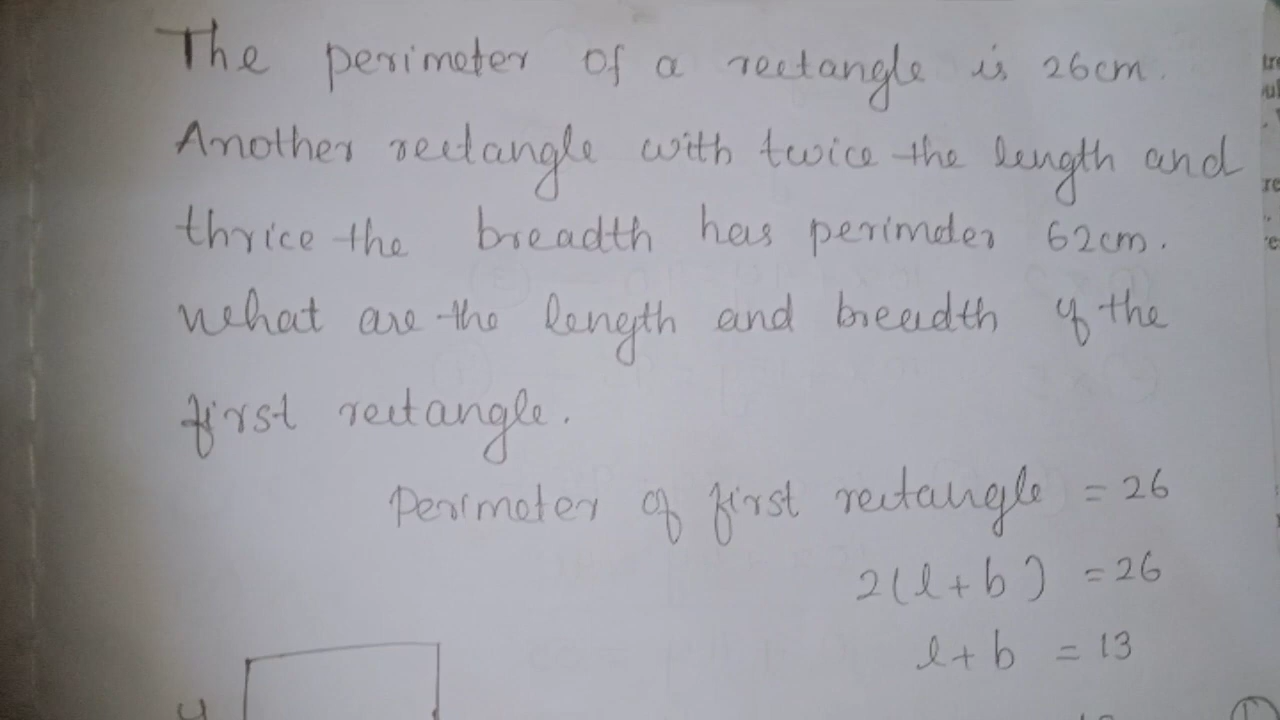 The perimeter of a rectangle is 26cm.
Another rectangle with twice the length and
thrice the breadth has perimeter 62cm.
What are the length and breadth of the
first rectangle.
Perimeter of first rectangle = 26
2(l+b) = 26
l+b = 13